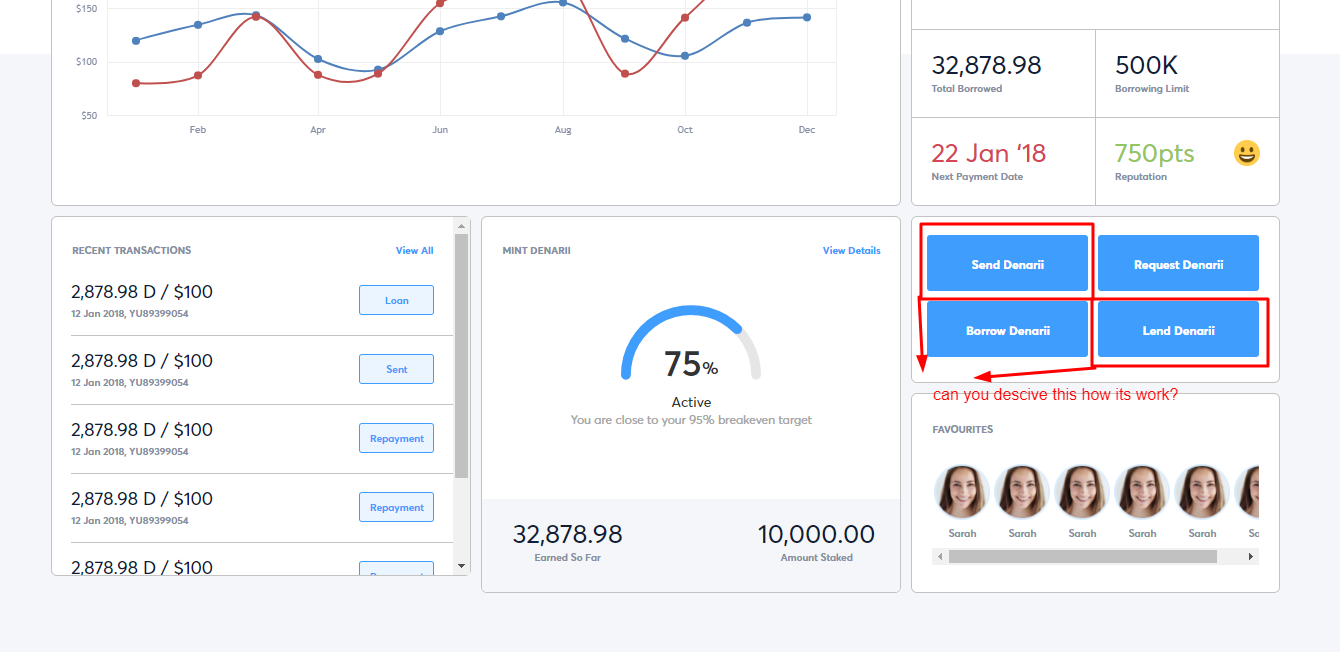 $150
$100
$50
Feb Apr Jun Aug Oct Dec
32,878.98
Total Borrowed
500K
Borrowing Limit
22 Jan ‘18
Next Payment Date
750pts
Reputation
RECENT TRANSACTIONS View All
2,878.98 D / $100
12 Jan 2018, YU89399054
Loan
2,878.98 D / $100
12 Jan 2018, YU89399054
Sent
2,878.98 D / $100
12 Jan 2018, YU89399054
Repayment
2,878.98 D / $100
12 Jan 2018, YU89399054
Repayment
2,878.98 D / $100
MINT DENARII View Details
75%
Active
You are close to your 95% breakeven target
32,878.98
Earned So Far
10,000.00
Amount Staked
Send Denarii Request Denarii
Borrow Denarii Lend Denarii
can you descive this how its work?
FAVOURITES
Sarah Sarah Sarah Sarah Sarah